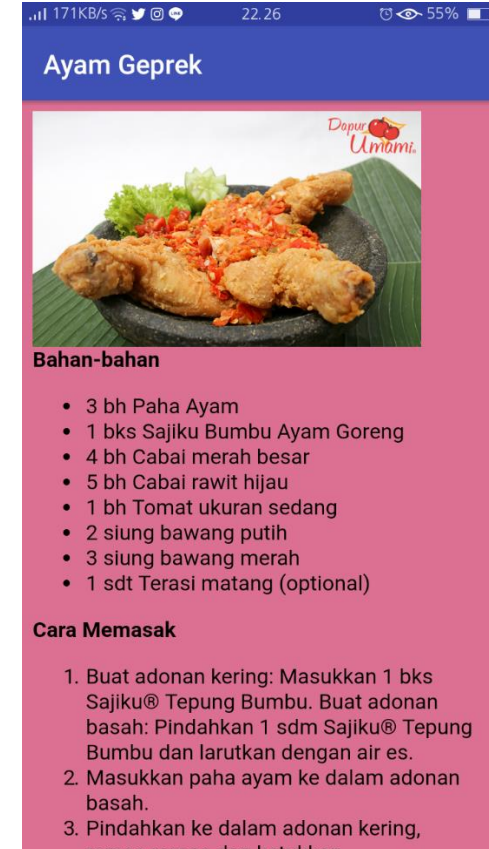 171KB/s
22.26
55%
Ayam Geprek
Dapur
Umami
Bahan-bahan
• 3 bh Paha Ayam
• 1 bks Sajiku Bumbu Ayam Goreng
• 4 bh Cabai merah besar
• 5 bh Cabai rawit hijau
• 1 bh Tomat ukuran sedang
• 2 siung bawang putih
• 3 siung bawang merah
• 1 sdt Terasi matang (optional)
Cara Memasak
1. Buat adonan kering: Masukkan 1 bks
Sajiku® Tepung Bumbu. Buat adonan
basah: Pindahkan 1 sdm Sajiku® Tepung
Bumbu dan larutkan dengan air es.
2. Masukkan paha ayam ke dalam adonan
basah.
3. Pindahkan ke dalam adonan kering,